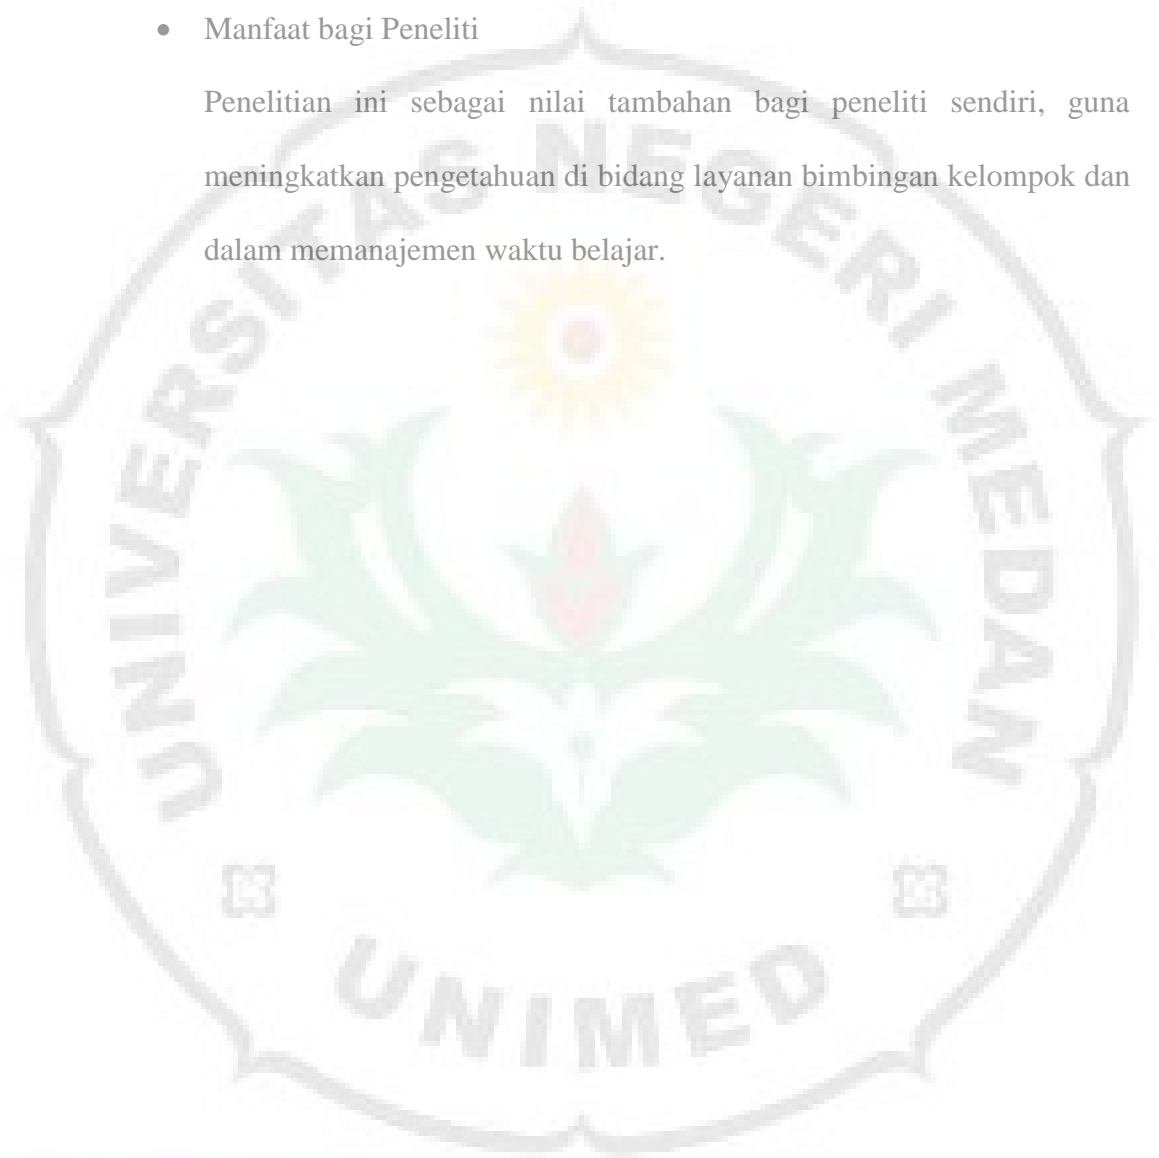 • Manfaat bagi Peneliti
Penelitian ini sebagai nilai tambahan bagi peneliti sendiri, guna
meningkatkan pengetahuan di bidang layanan bimbingan kelompok dan
dalam memanajemen waktu belajar.
UNIVERSITAS NEGERI MEDAN
UNIMED